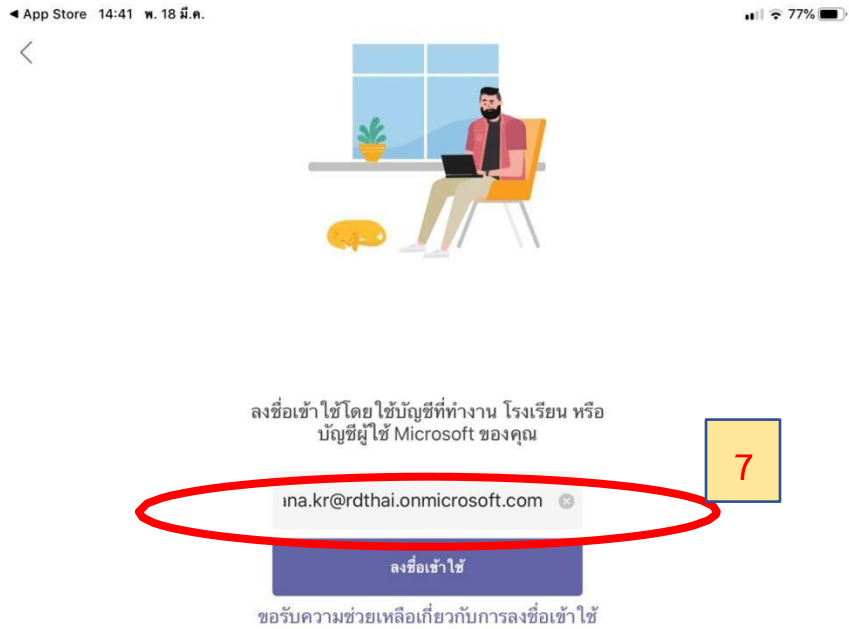 ◀ App Store 14:41 พ. 18 มี.ค. 77%
ลงชื่อเข้าใช้โดยใช้บัญชีที่ทำงาน โรงเรียน หรือ
บัญชีผู้ใช้ Microsoft ของคุณ
7
ana.kr@rdthai.onmicrosoft.com
ลงชื่อเข้าใช้
ขอรับความช่วยเหลือเกี่ยวกับการลงชื่อเข้าใช้